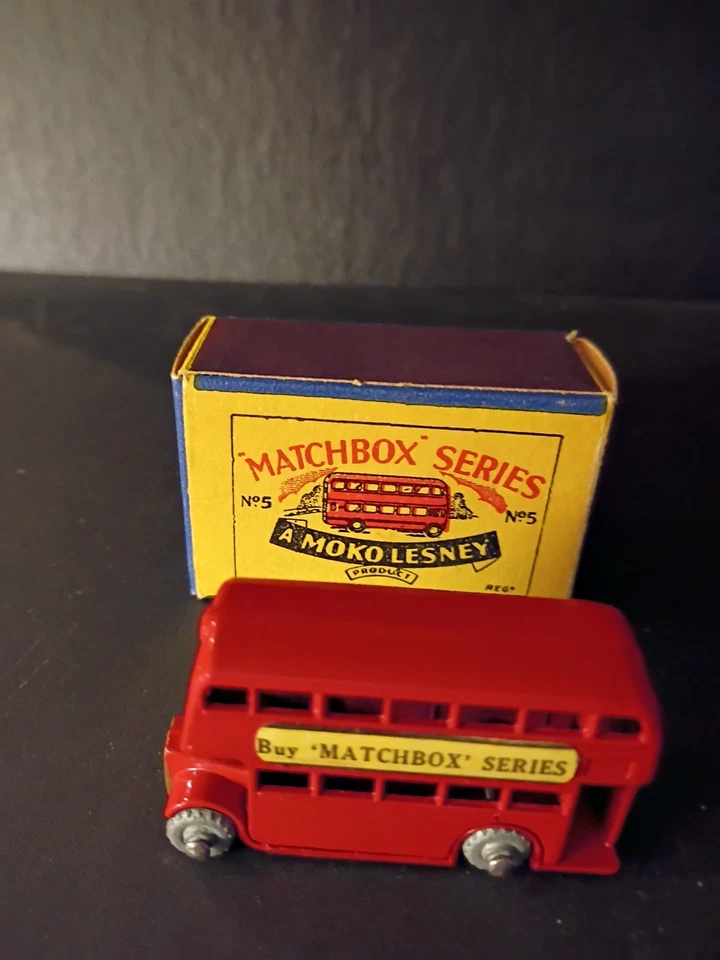 "MATCHBOX" SERIES
Nº5 Nº5
A MOKO LESNEY
PRODUCT
REGD
Buy 'MATCHBOX' SERIES